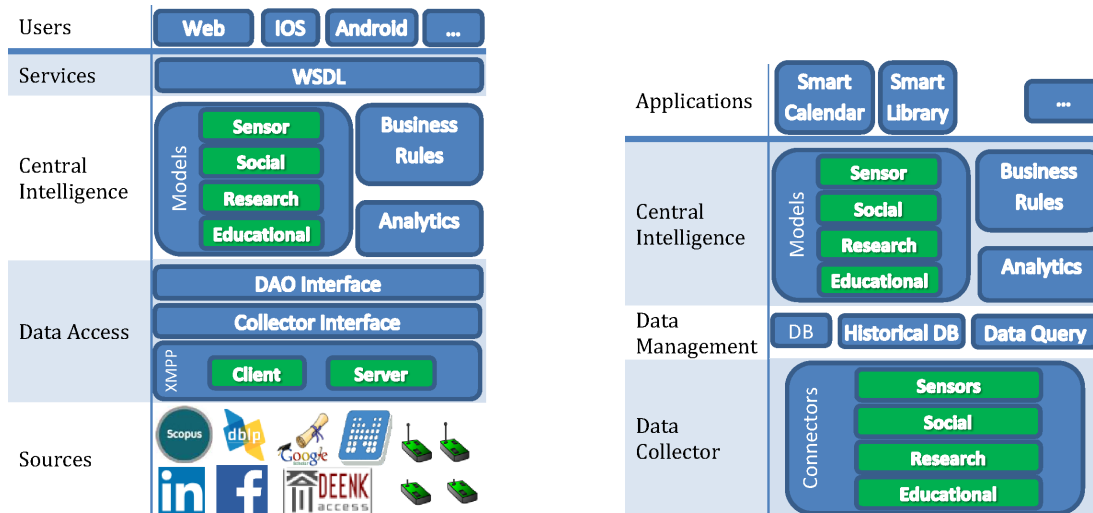 Users
Web
IOS
Android
...
Services
WSDL
Central
Intelligence
Models
Sensor
Social
Research
Educational
Business
Rules
Analytics
Data Access
DAO Interface
Collector Interface
XMPP
Client
Server
Sources
Scopus
dblp
Google
in
f
DEENK
access
Applications
Smart
Calendar
Smart
Library
...
Central
Intelligence
Models
Sensor
Social
Research
Educational
Business
Rules
Analytics
Data
Management
DB
Historical DB
Data Query
Data
Collector
Connectors
Sensors
Social
Research
Educational